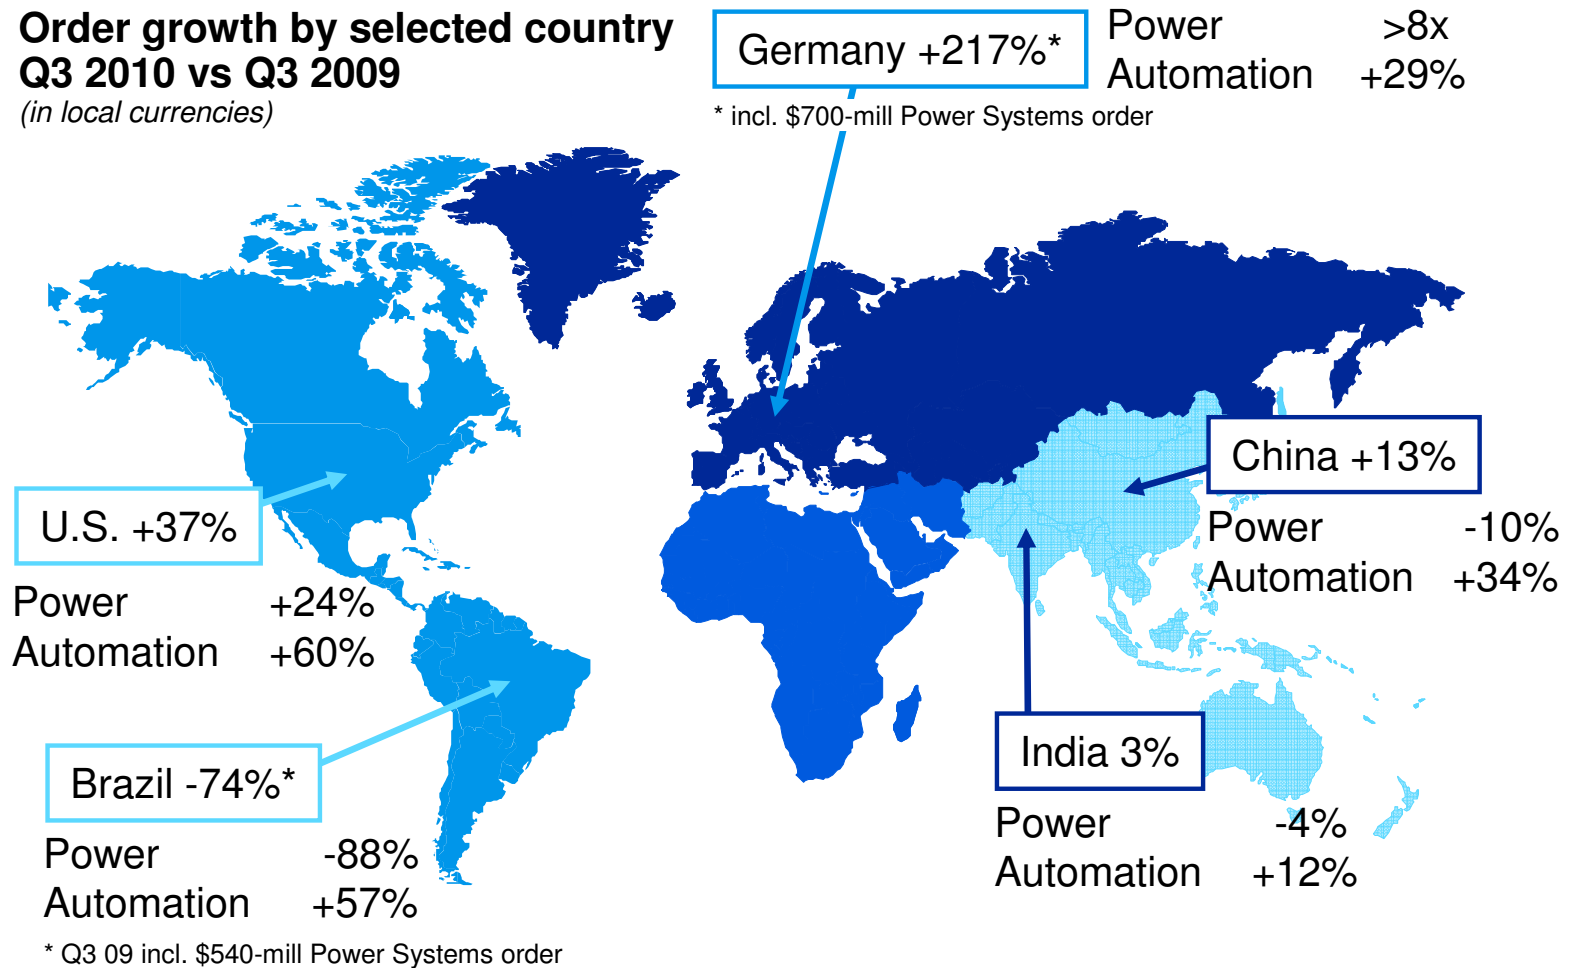 Order growth by selected country
Q3 2010 vs Q3 2009
(in local currencies)
Germany +217%*
Power >8x
Automation +29%
* incl. $700-mill Power Systems order
China +13%
Power -10%
Automation +34%
U.S. +37%
Power +24%
Automation +60%
India 3%
Power -4%
Automation +12%
Brazil -74%*
Power -88%
Automation +57%
* Q3 09 incl. $540-mill Power Systems order